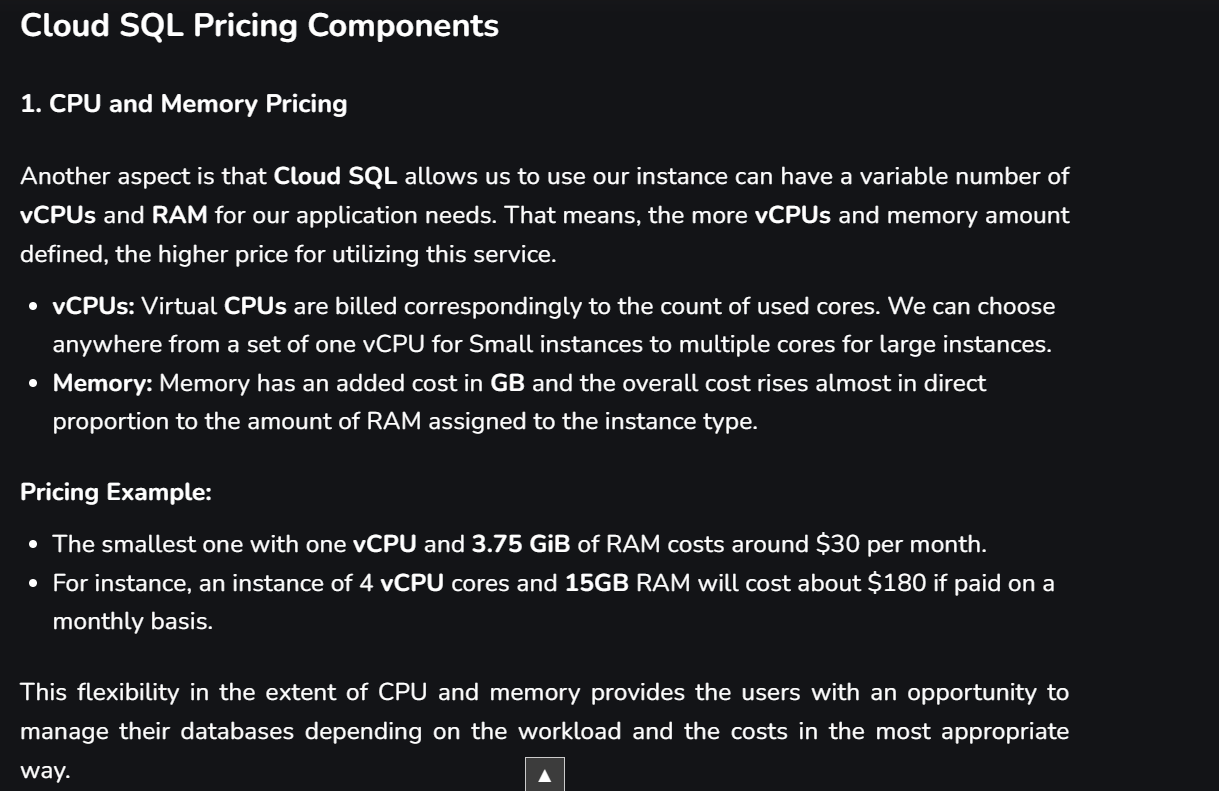 Cloud SQL Pricing Components
1. CPU and Memory Pricing
Another aspect is that Cloud SQL allows us to use our instance can have a variable number of
vCPUs and RAM for our application needs. That means, the more vCPUs and memory amount
defined, the higher price for utilizing this service.
• vCPUs: Virtual CPUs are billed correspondingly to the count of used cores. We can choose
anywhere from a set of one vCPU for Small instances to multiple cores for large instances.
• Memory: Memory has an added cost in GB and the overall cost rises almost in direct
proportion to the amount of RAM assigned to the instance type.
Pricing Example:
• The smallest one with one vCPU and 3.75 GiB of RAM costs around $30 per month.
• For instance, an instance of 4 vCPU cores and 15GB RAM will cost about $180 if paid on a
monthly basis.
This flexibility in the extent of CPU and memory provides the users with an opportunity to
manage their databases depending on the workload and the costs in the most appropriate
way.